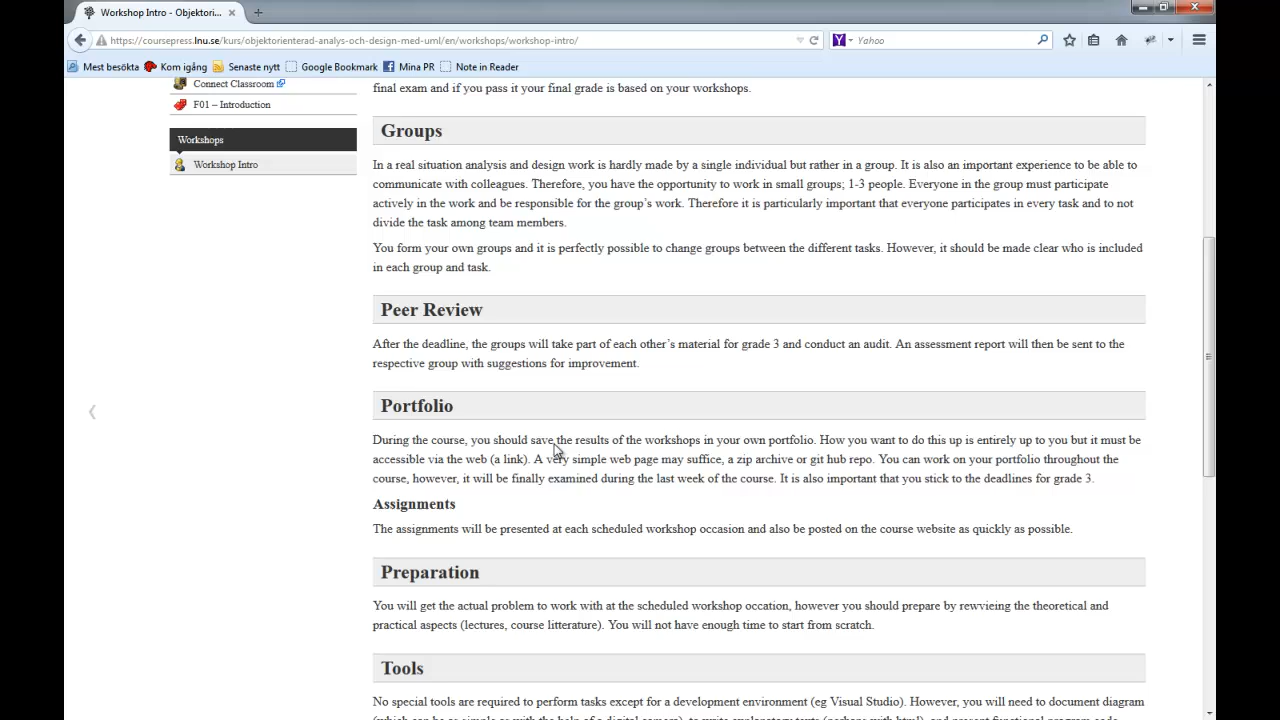 Workshop Intro - Objektori...
https://coursepress.lnu.se/kurs/objektorienterad-analys-och-design-med-uml/en/workshops/workshop-intro/
Yahoo
Mest besökta
Kom igång
Senaste nytt
Google Bookmark
Mina PR
Note in Reader
Connect Classroom
F01 – Introduction
Workshops
Workshop Intro
final exam and if you pass it your final grade is based on your workshops.
Groups
In a real situation analysis and design work is hardly made by a single individual but rather in a group. It is also an important experience to be able to
communicate with colleagues. Therefore, you have the opportunity to work in small groups; 1-3 people. Everyone in the group must participate
actively in the work and be responsible for the group's work. Therefore it is particularly important that everyone participates in every task and to not
divide the task among team members.
You form your own groups and it is perfectly possible to change groups between the different tasks. However, it should be made clear who is included
in each group and task.
Peer Review
After the deadline, the groups will take part of each other's material for grade 3 and conduct an audit. An assessment report will then be sent to the
respective group with suggestions for improvement.
Portfolio
During the course, you should save the results of the workshops in your own portfolio. How you want to do this up is entirely up to you but it must be
accessible via the web (a link). A very simple web page may suffice, a zip archive or git hub repo. You can work on your portfolio throughout the
course, however, it will be finally examined during the last week of the course. It is also important that you stick to the deadlines for grade 3.
Assignments
The assignments will be presented at each scheduled workshop occasion and also be posted on the course website as quickly as possible.
Preparation
You will get the actual problem to work with at the scheduled workshop occation, however you should prepare by rewvieing the theoretical and
practical aspects (lectures, course litterature). You will not have enough time to start from scratch.
Tools
No special tools are required to perform tasks except for a development environment (eg Visual Studio). However, you will need to document diagram